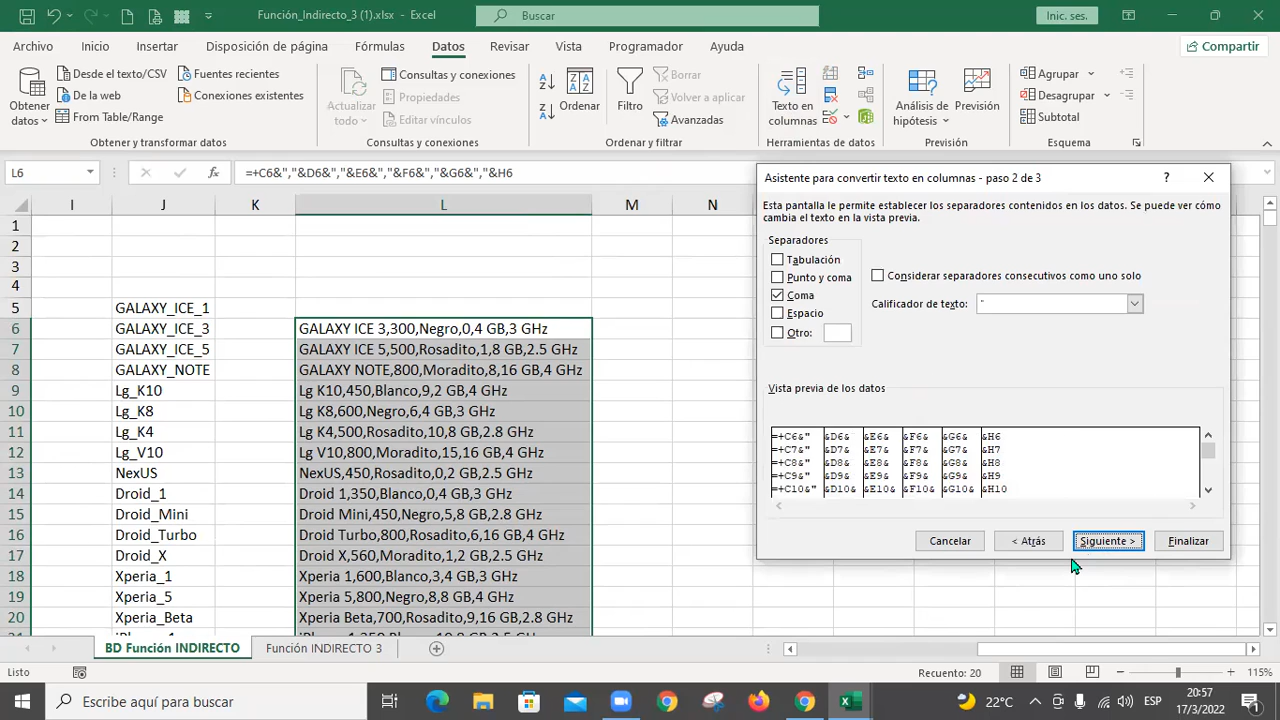 Función_Indirecto_3 (1).xlsx - Excel
Buscar
Inic. ses.
Archivo Inicio Insertar Disposición de página Fórmulas Datos Revisar Vista Programador Ayuda
Compartir
Obtener datos
Desde el texto/CSV
De la web
From Table/Range
Fuentes recientes
Conexiones existentes
Obtener y transformar datos
Actualizar todo
Consultas y conexiones
Propiedades
Editar vínculos
Consultas y conexiones
Ordenar
Filtro
Borrar
Volver a aplicar
Avanzadas
Ordenar y filtrar
Texto en columnas
Herramientas de datos
Análisis de hipótesis
Previsión
Previsión
Agrupar
Desagrupar
Subtotal
Esquema
L6
fx
=+C6&","&D6&","&E6&","&F6&","&G6&","&H6
I J K L M N
1
2
3
4
5 GALAXY_ICE_1
6 GALAXY_ICE_3 GALAXY ICE 3,300,Negro,0,4 GB,3 GHz
7 GALAXY_ICE_5 GALAXY ICE 5,500,Rosadito,1,8 GB,2.5 GHz
8 GALAXY_NOTE GALAXY NOTE,800,Moradito,8,16 GB,4 GHz
9 Lg_K10 Lg K10,450,Blanco,9,2 GB,4 GHz
10 Lg_K8 Lg K8,600,Negro,6,4 GB,3 GHz
11 Lg_K4 Lg K4,500,Rosadito,10,8 GB,2.8 GHz
12 Lg_V10 Lg V10,800,Moradito,15,16 GB,4 GHz
13 NexUS NexUS,450,Rosadito,0,2 GB,2.5 GHz
14 Droid_1 Droid 1,350,Blanco,0,4 GB,3 GHz
15 Droid_Mini Droid Mini,450,Negro,5,8 GB,2.8 GHz
16 Droid_Turbo Droid Turbo,800,Rosadito,6,16 GB,4 GHz
17 Droid_X Droid X,560,Moradito,1,2 GB,2.5 GHz
18 Xperia_1 Xperia 1,600,Blanco,3,4 GB,3 GHz
19 Xperia_5 Xperia 5,800,Negro,8,8 GB,4 GHz
20 Xperia_Beta Xperia Beta,700,Rosadito,9,16 GB,2.8 GHz
Asistente para convertir texto en columnas - paso 2 de 3
?
Esta pantalla le permite establecer los separadores contenidos en los datos. Se puede ver cómo
cambia el texto en la vista previa.
Separadores
Tabulación
Punto y coma
Coma
Espacio
Otro:
Considerar separadores consecutivos como uno solo
Calificador de texto: "
Vista previa de los datos
=+C6&" &D6& &E6& &F6& &G6& &H6
=+C7&" &D7& &E7& &F7& &G7& &H7
=+C8&" &D8& &E8& &F8& &G8& &H8
=+C9&" &D9& &E9& &F9& &G9& &H9
=+C10&" &D10& &E10& &F10& &G10& &H10
Cancelar < Atrás Siguiente > Finalizar
BD Función INDIRECTO Función INDIRECTO 3
Listo
Recuento: 20
115%
Escribe aquí para buscar
22°C
ESP
20:57
17/3/2022